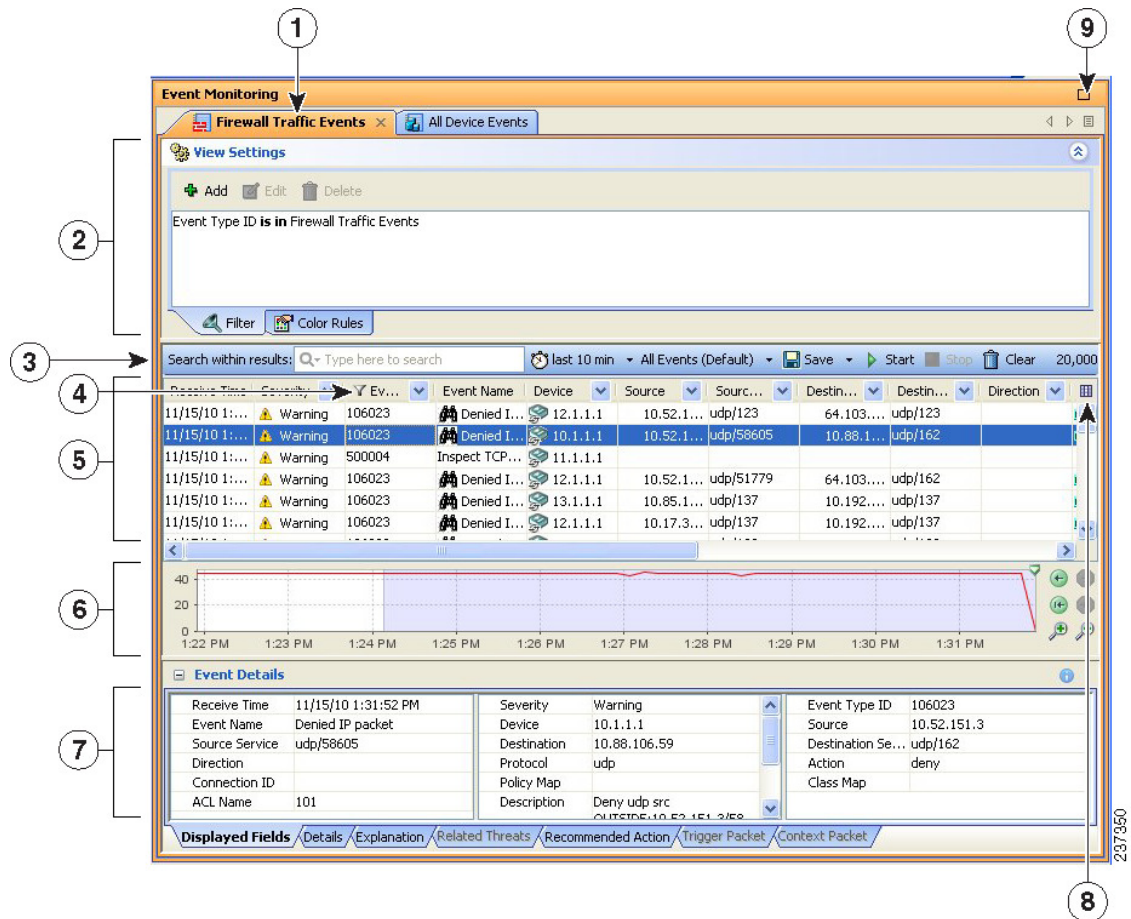 1
9
Event Monitoring
Firewall Traffic Events
All Device Events
View Settings
Add Edit Delete
2
Event Type ID is in Firewall Traffic Events
Filter Color Rules
3
Search within results: Type here to search last 10 min All Events (Default) Save Start Stop Clear 20,000
4
Receive Time Severity Ev... Event Name Device Source Sourc... Destin... Destin... Direction
11/15/10 1:... Warning 106023 Denied I... 12.1.1.1 10.52.1... udp/123 64.103.... udp/123
11/15/10 1:... Warning 106023 Denied I... 10.1.1.1 10.52.1... udp/58605 10.88.1... udp/162
5
11/15/10 1:... Warning 500004 Inspect TCP... 11.1.1.1
11/15/10 1:... Warning 106023 Denied I... 12.1.1.1 10.52.1... udp/51779 64.103.... udp/162
11/15/10 1:... Warning 106023 Denied I... 13.1.1.1 10.85.1... udp/137 10.192.... udp/137
11/15/10 1:... Warning 106023 Denied I... 12.1.1.1 10.17.3... udp/137 10.192.... udp/137
6
40
20
0
1:22 PM 1:23 PM 1:24 PM 1:25 PM 1:26 PM 1:27 PM 1:28 PM 1:29 PM 1:30 PM 1:31 PM
Event Details
7
Receive Time 11/15/10 1:31:52 PM Severity Warning Event Type ID 106023
Event Name Denied IP packet Device 10.1.1.1 Source 10.52.151.3
Source Service udp/58605 Destination 10.88.106.59 Destination Se... udp/162
Direction Protocol udp Action deny
Connection ID Policy Map Class Map
ACL Name 101 Description Deny udp src
OUTSIDE:10.52.151.3/58
Displayed Fields Details Explanation Related Threats Recommended Action Trigger Packet Context Packet
237350
8